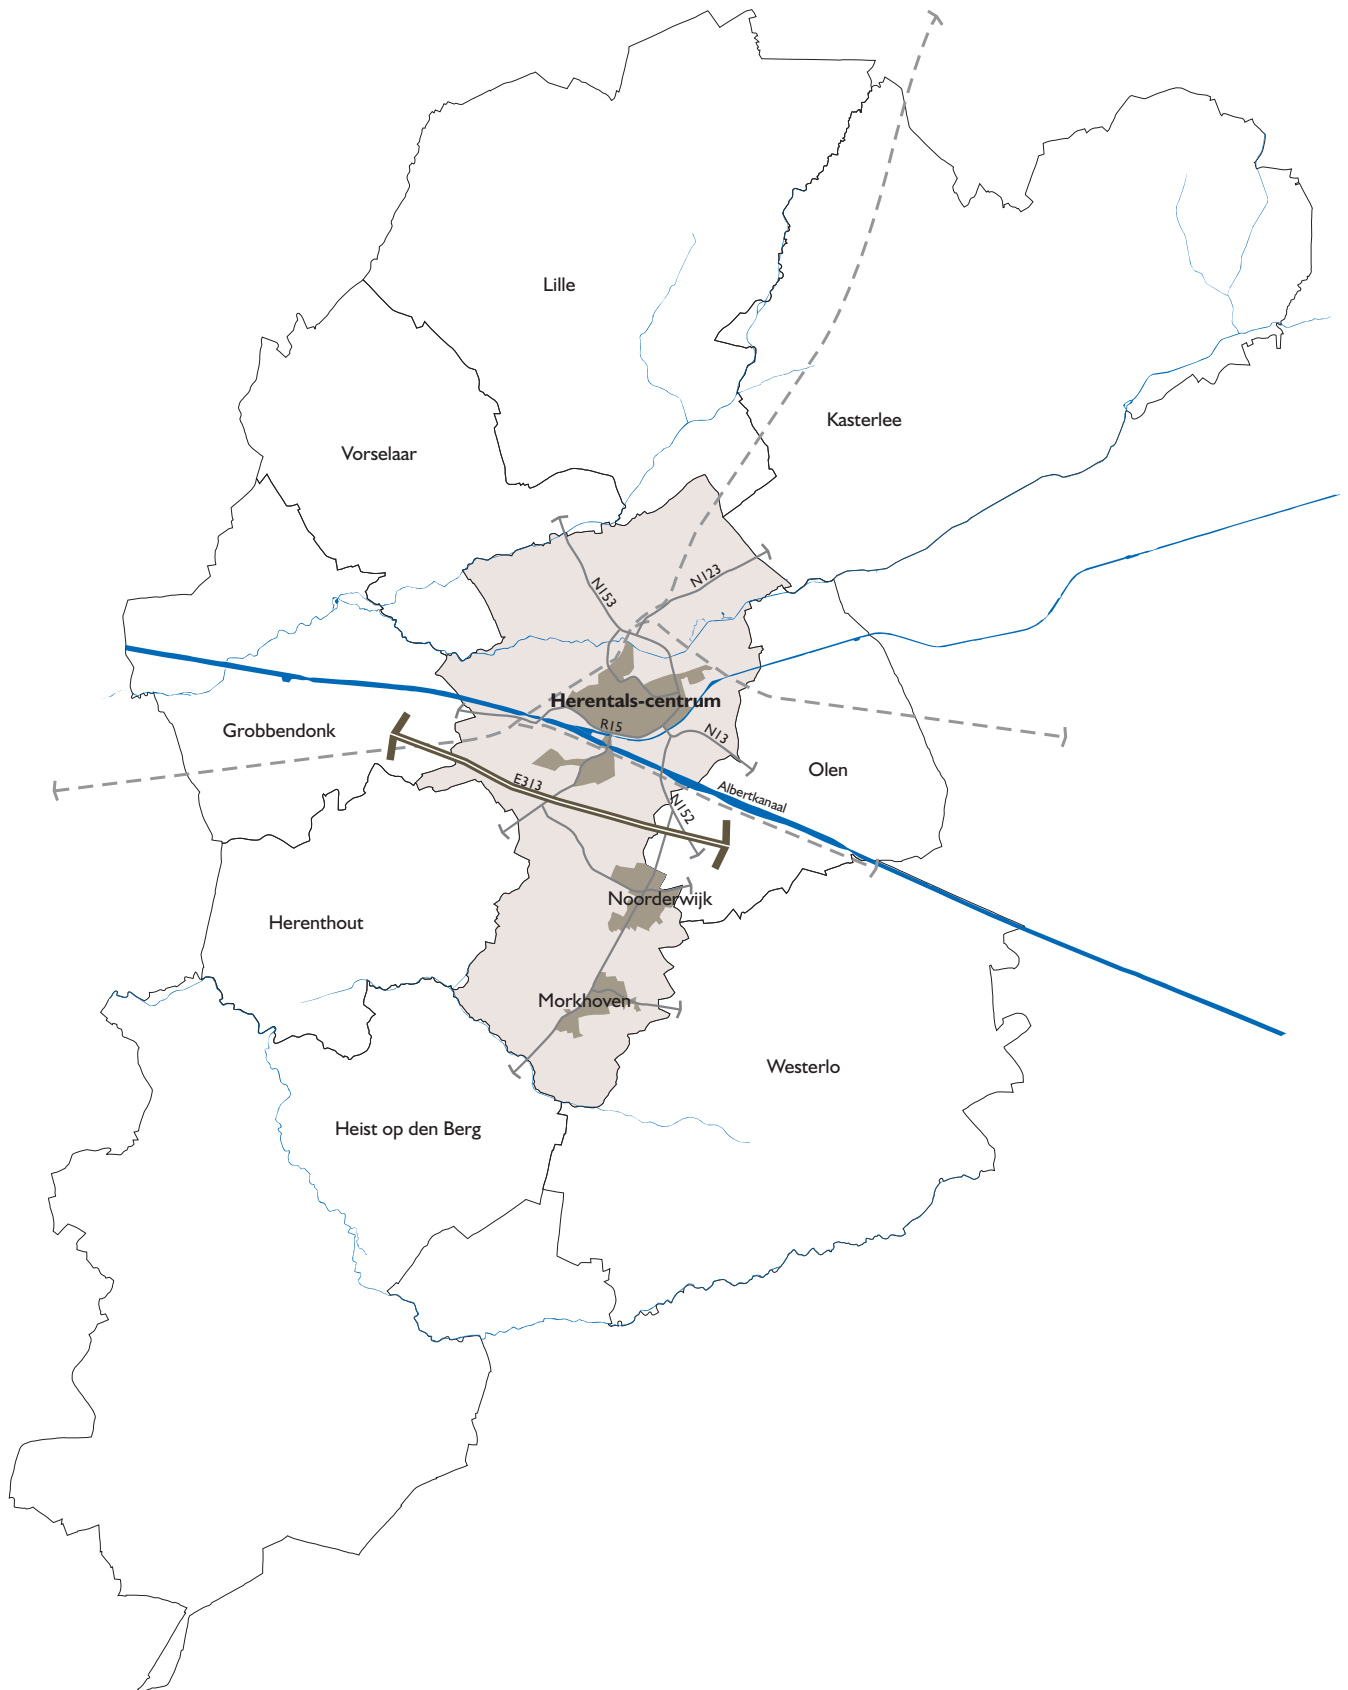 Lille
Kasterlee
Vorselaar
N153
N123
Herentals-centrum
R15
N13
Grobbendonk
Olen
E313
Albertkanaal
N152
Noorderwijk
Herenthout
Morkhoven
Westerlo
Heist op den Berg